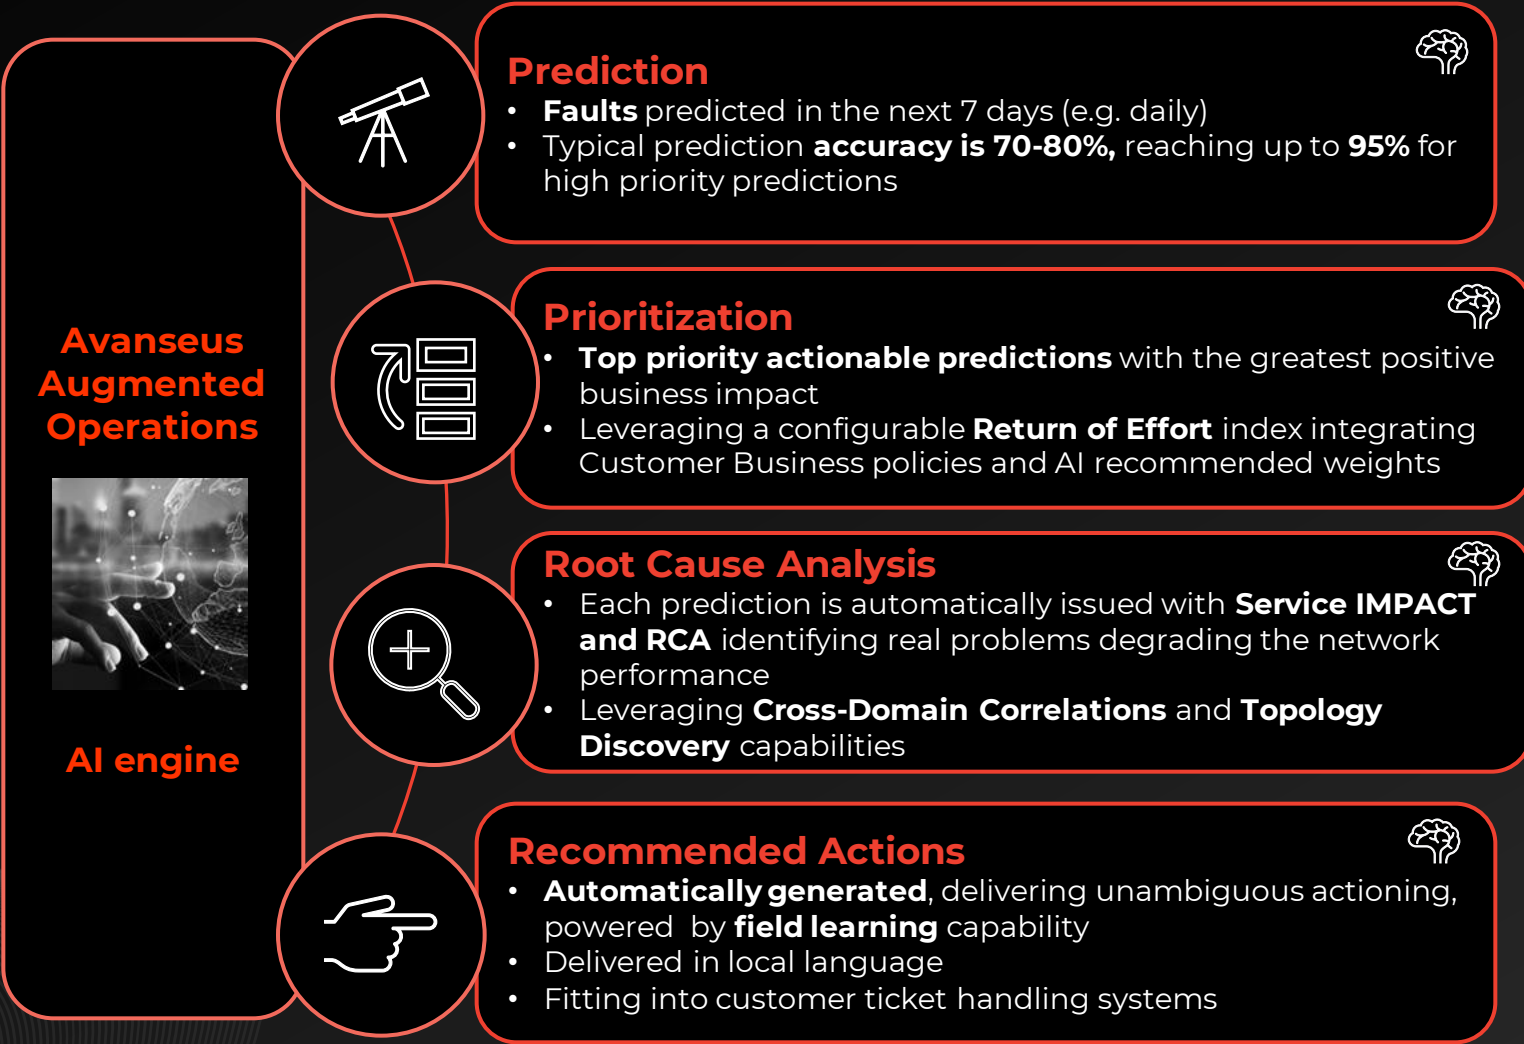 Avanseus
Augmented
Operations
AI engine
Prediction
• Faults predicted in the next 7 days (e.g. daily)
• Typical prediction accuracy is 70-80%, reaching up to 95% for
high priority predictions
Prioritization
• Top priority actionable predictions with the greatest positive
business impact
• Leveraging a configurable Return of Effort index integrating
Customer Business policies and AI recommended weights
Root Cause Analysis
• Each prediction is automatically issued with Service IMPACT
and RCA identifying real problems degrading the network
performance
• Leveraging Cross-Domain Correlations and Topology
Discovery capabilities
Recommended Actions
• Automatically generated, delivering unambiguous actioning,
powered by field learning capability
• Delivered in local language
• Fitting into customer ticket handling systems